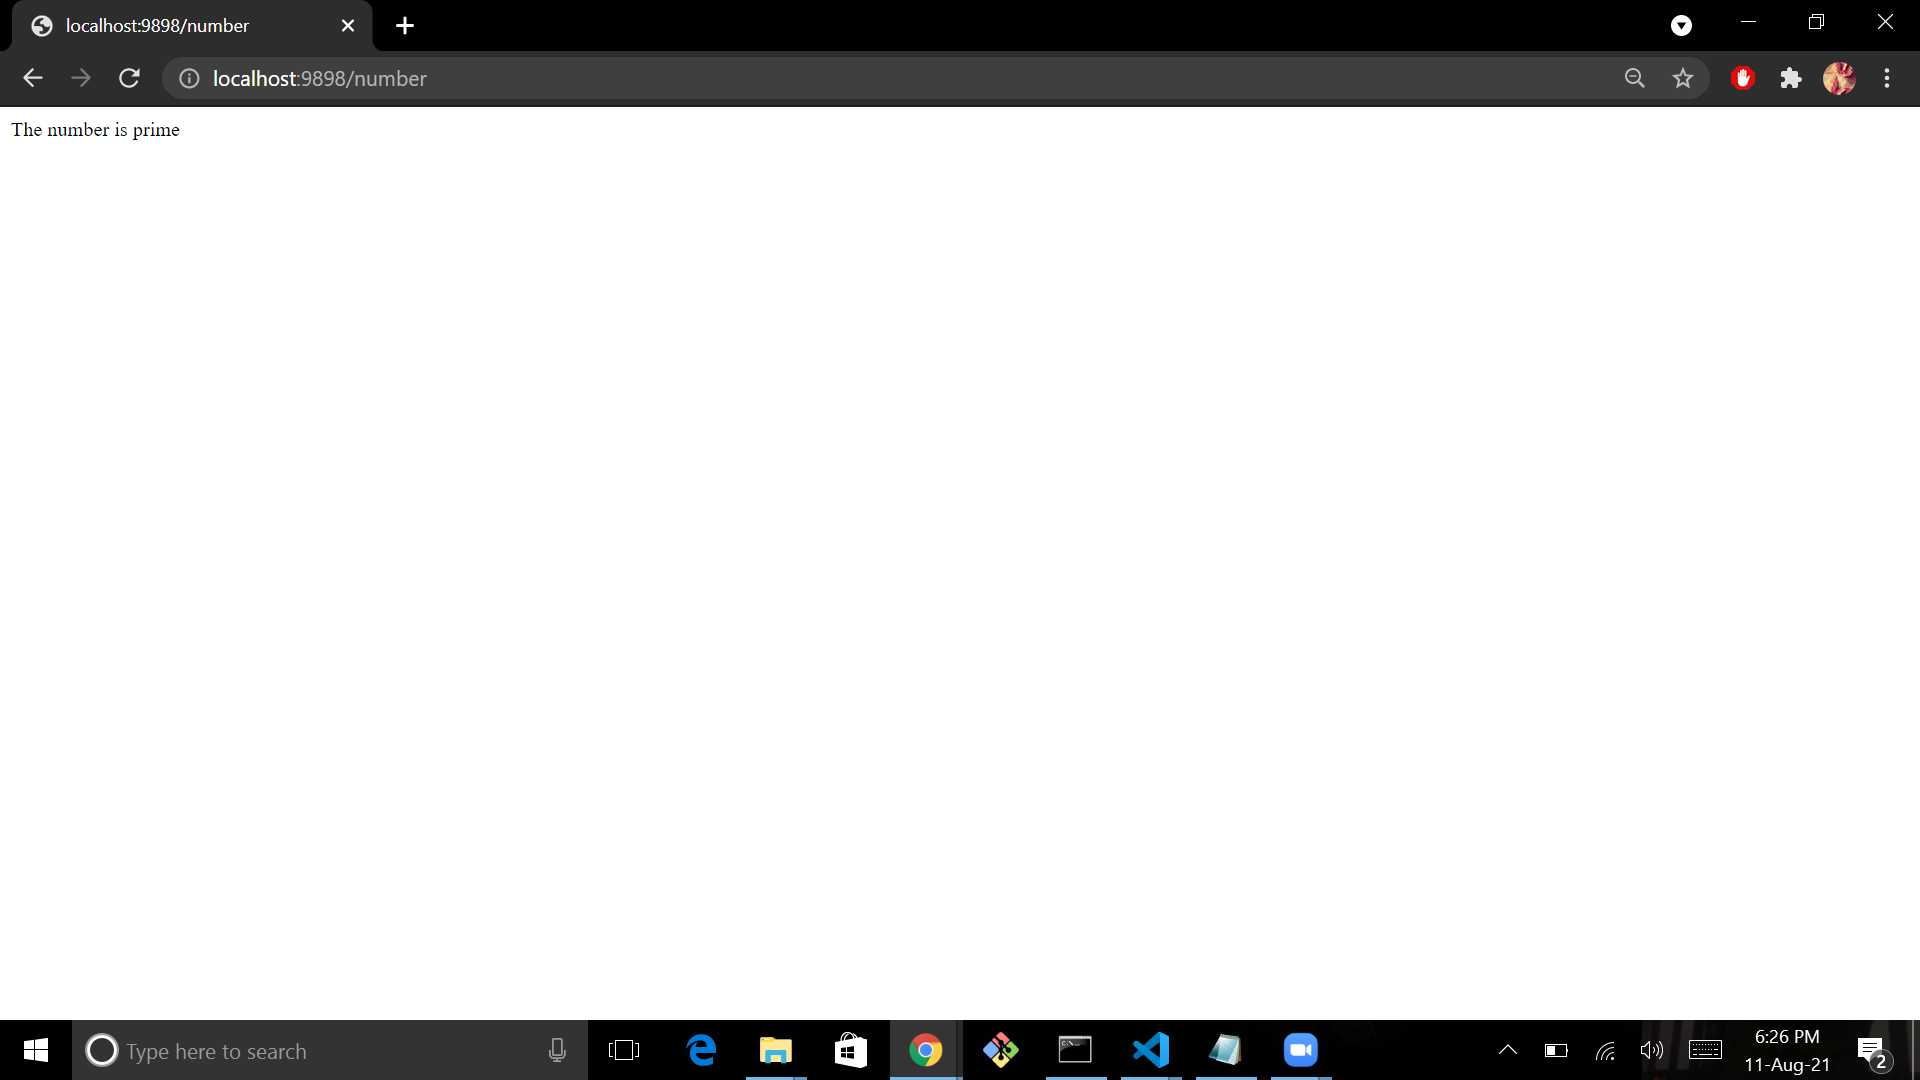 localhost:9898/number
localhost:9898/number
The number is prime
Type here to search
6:26 PM
11-Aug-21
2